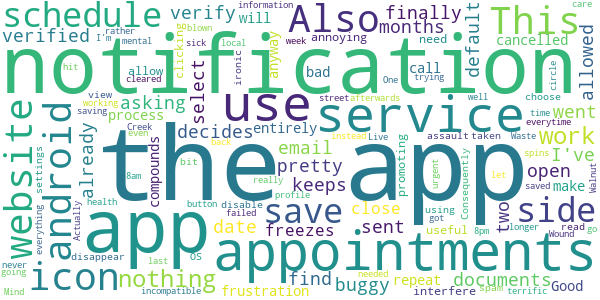 schedule verify Also finally This
information care
I'm rather will months default
mental sick local blown annoying
verified allow ironic week need cancelled allowed
hit cleared clicking anyway bad call circle
notification
One trying street afterwards choose
view working select
website android asking use service went work
saving process even Creek back instead
already decides entirely Live assault taken well time everytime
8am compounds email promoting Waste spins I've
the app
bit really urgent let
health keeps pretty Consequently using got 8pm open make
settings everything button profile
app save close side
disable failed date sent two saved Walnut
disappear OS freezes useful longer read
never last appointments
icon nothing find buggy repeat documents Good
going Actually needed spam Wound go
Mind incompatible frustration interfere terrific